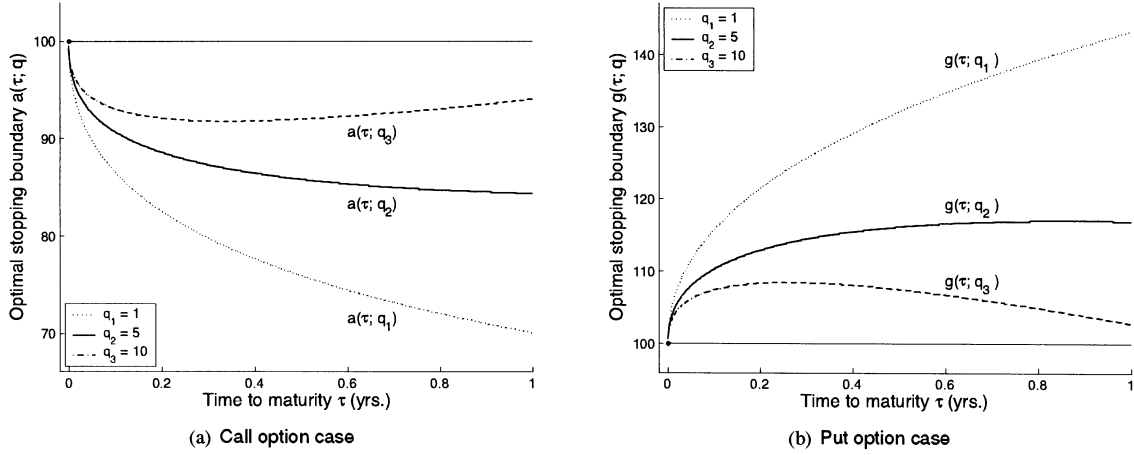 Optimal stopping boundary a(τ; q)
100
90
80
70
a(τ; q₃)
a(τ; q₂)
a(τ; q₁)
q₁ = 1
q₂ = 5
q₃ = 10
0 0.2 0.4 0.6 0.8 1
Time to maturity τ (yrs.)
(a) Call option case
Optimal stopping boundary g(τ; q)
q₁ = 1
q₂ = 5
q₃ = 10
140
130
120
110
100
g(τ; q₁ )
g(τ; q₂ )
g(τ; q₃ )
0 0.2 0.4 0.6 0.8 1
Time to maturity τ (yrs.)
(b) Put option case